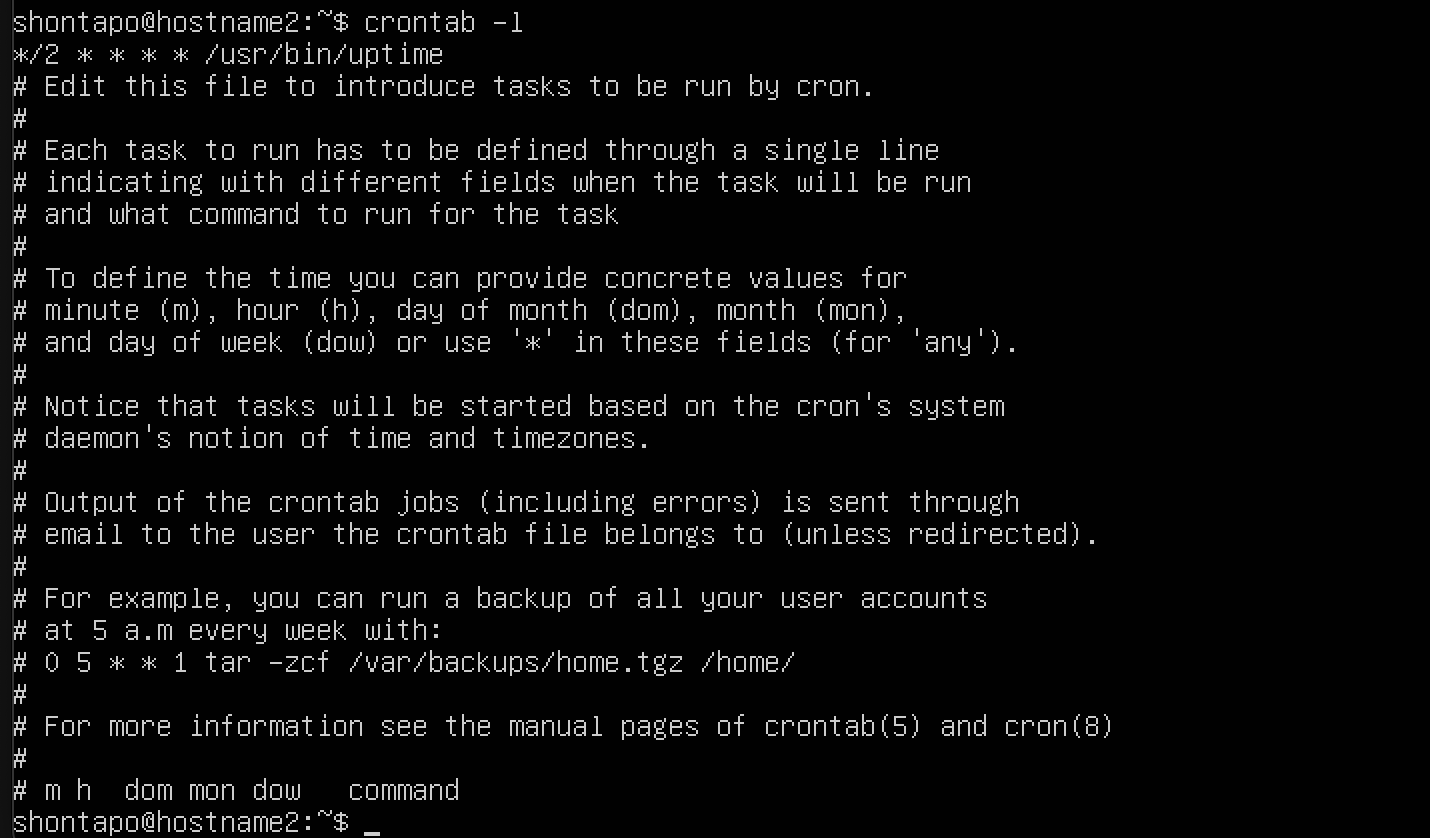 shontapo@hostname2:~$ crontab -l
*/2 * * * * /usr/bin/uptime
# Edit this file to introduce tasks to be run by cron.
#
# Each task to run has to be defined through a single line
# indicating with different fields when the task will be run
# and what command to run for the task
#
# To define the time you can provide concrete values for
# minute (m), hour (h), day of month (dom), month (mon),
# and day of week (dow) or use '*' in these fields (for 'any').
#
# Notice that tasks will be started based on the cron's system
# daemon's notion of time and timezones.
#
# Output of the crontab jobs (including errors) is sent through
# email to the user the crontab file belongs to (unless redirected).
#
# For example, you can run a backup of all your user accounts
# at 5 a.m every week with:
# 0 5 * * 1 tar -zcf /var/backups/home.tgz /home/
#
# For more information see the manual pages of crontab(5) and cron(8)
#
# m h  dom mon dow   command
shontapo@hostname2:~$ _